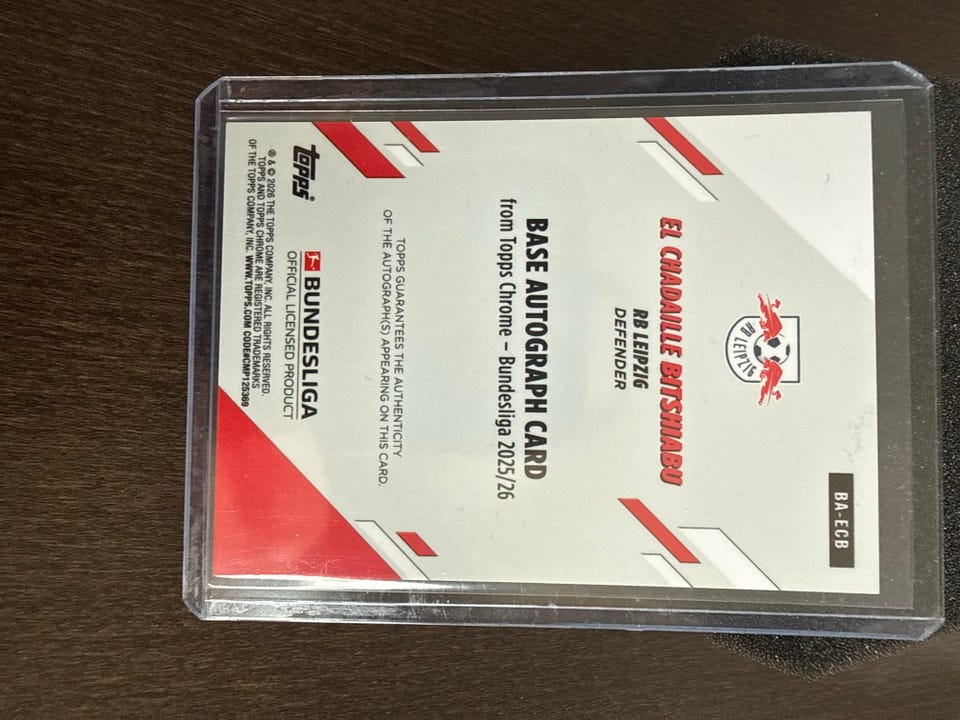 BA-ECB
RB LEIPZIG
EL CHADAILLE BITSHIABU
RB LEIPZIG
DEFENDER
BASE AUTOGRAPH CARD
from Topps Chrome – Bundesliga 2025/26
TOPPS GUARANTEES THE AUTHENTICITY
OF THE AUTOGRAPH(S) APPEARING ON THIS CARD.
topps
BUNDESLIGA
OFFICIAL LICENSED PRODUCT
® & © 2026 THE TOPPS COMPANY, INC. ALL RIGHTS RESERVED.
TOPPS AND TOPPS CHROME ARE REGISTERED TRADEMARKS
OF THE TOPPS COMPANY, INC. WWW.TOPPS.COM CODE#CMP125369